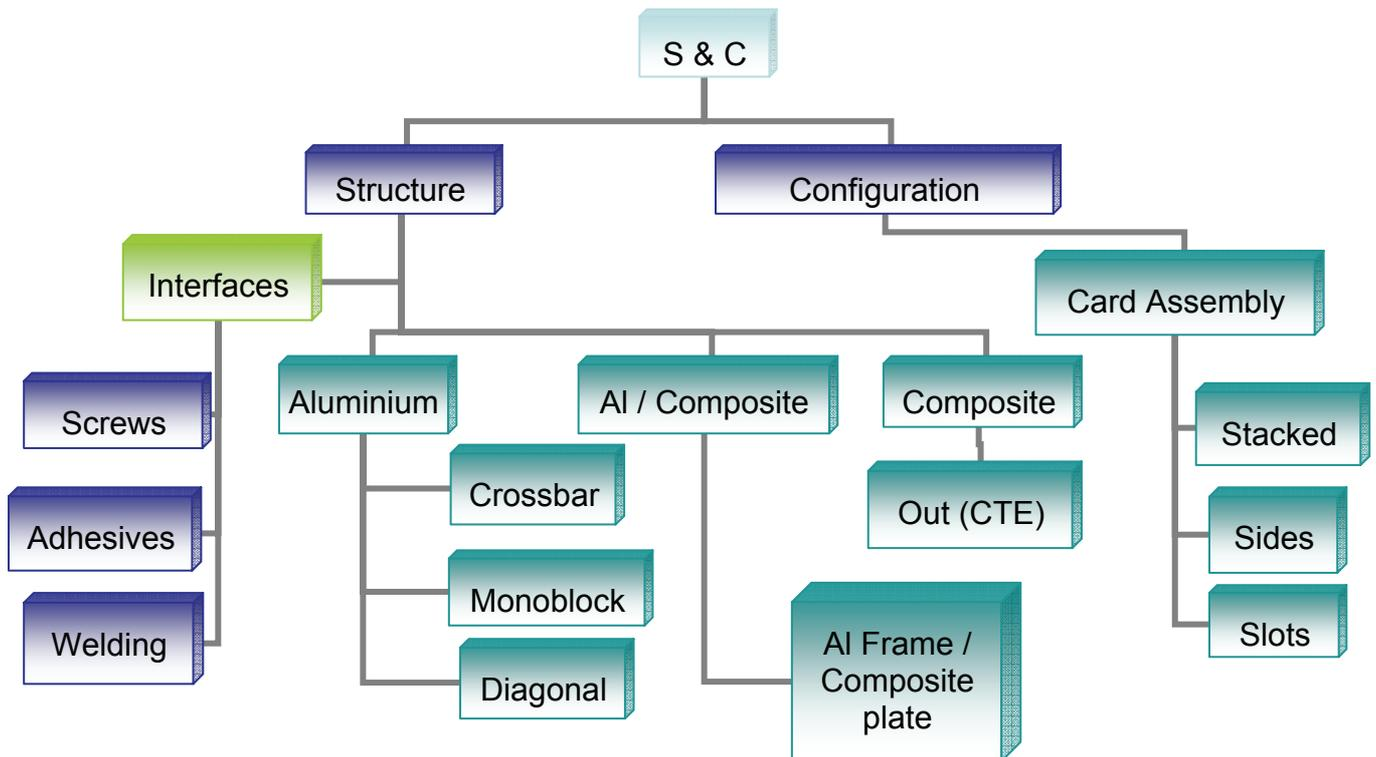 S & C
Structure
Configuration
Interfaces
Card Assembly
Screws
Aluminium
Al / Composite
Composite
Stacked
Crossbar
Out (CTE)
Adhesives
Sides
Monoblock
Welding
Slots
Diagonal
Al Frame /
Composite
plate